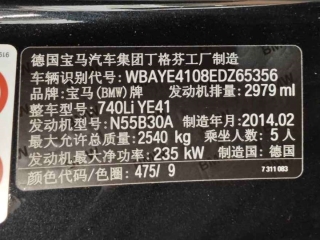 德国宝马汽车集团丁格芬工厂制造
车辆识别代号: WBAYE4108EDZ65356
品牌: 宝马(BMW)牌 发动机排量: 2979 ml
整车型号: 740Li YE41
发动机型号: N55B30A 制造年月: 2014.02
最大允许总质量: 2540 kg 乘坐人数: 5 人
发动机最大净功率: 235 kW 制造国: 德国
颜色代码/色圈: 475/ 9 7 311 083